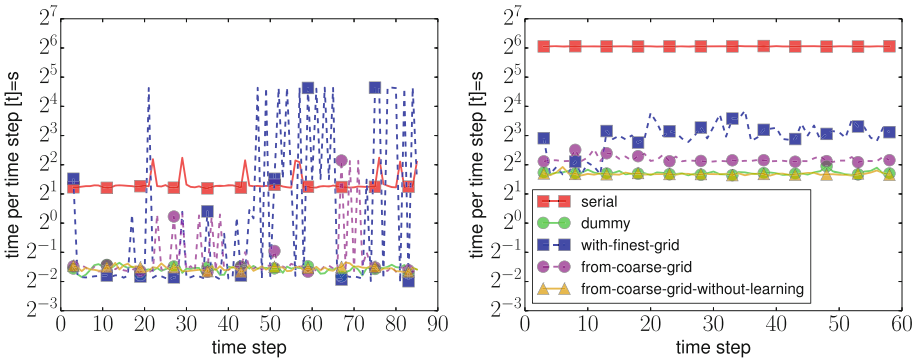 time per time step [t]=s
2^7
2^6
2^5
2^4
2^3
2^2
2^1
2^0
2^−1
2^−2
2^−3
0 10 20 30 40 50 60 70 80 90
time step
time per time step [t]=s
2^7
2^6
2^5
2^4
2^3
2^2
2^1
2^0
2^−1
2^−2
2^−3
0 10 20 30 40 50 60
time step
serial
dummy
with-finest-grid
from-coarse-grid
from-coarse-grid-without-learning